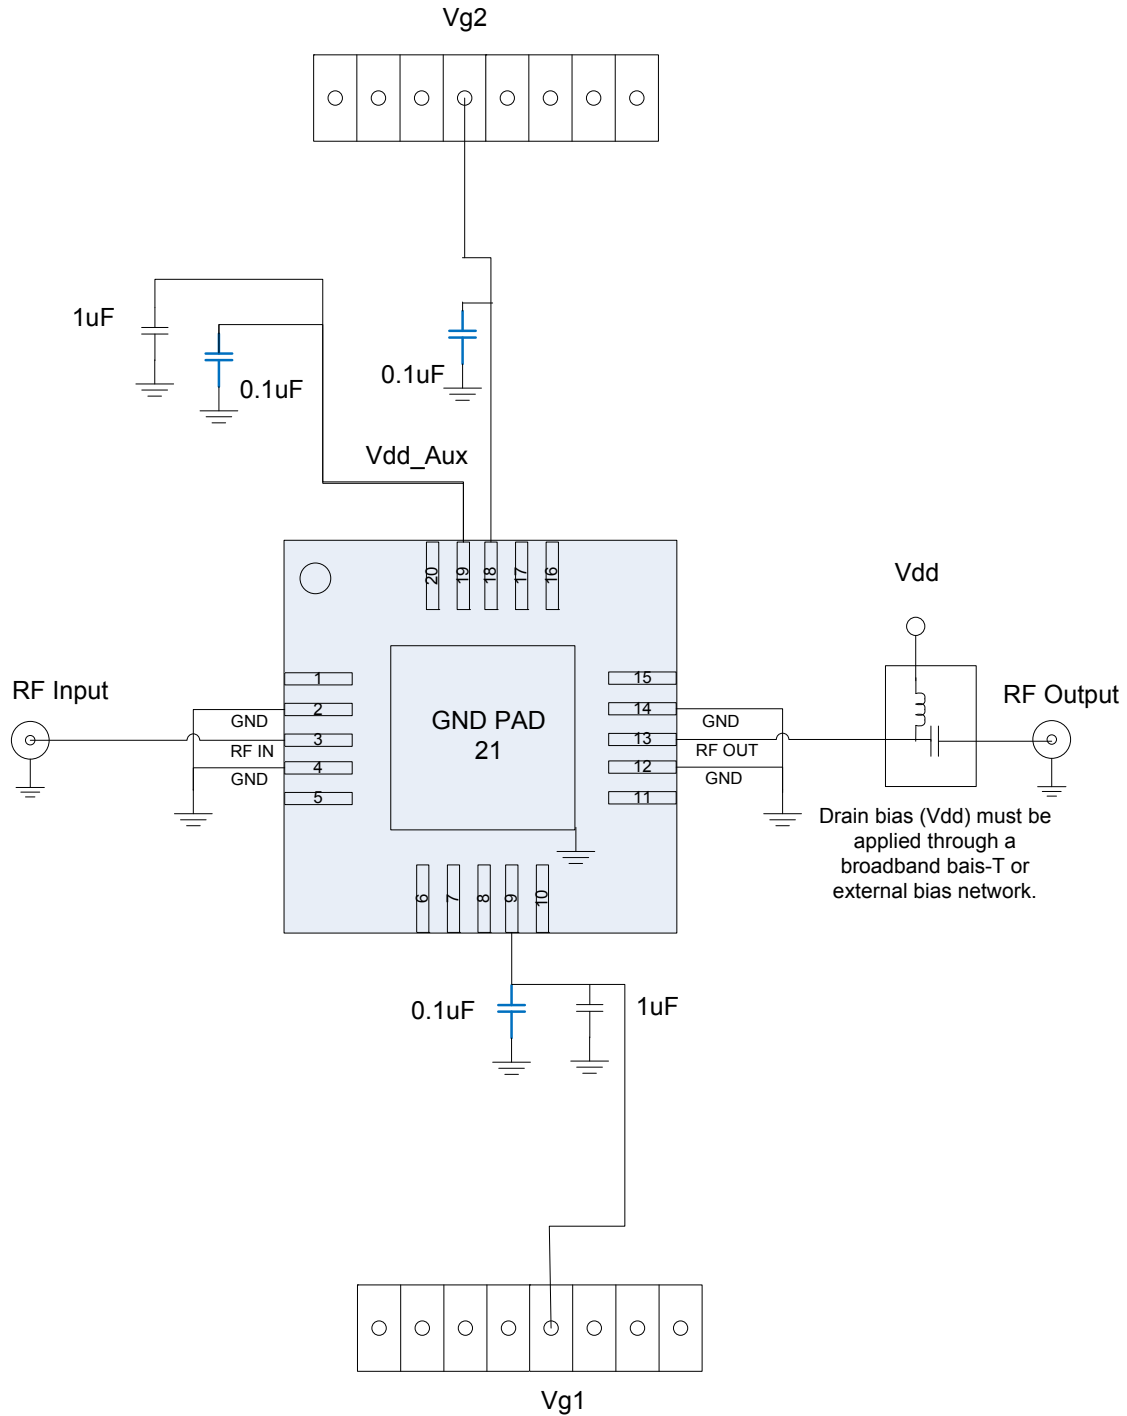 Vg2
1uF
0.1uF
0.1uF
Vdd_Aux
20
19
18
17
16
Vdd
RF Input
RF Output
1
2
3
4
5
GND
RF IN
GND
GND PAD
21
15
14
13
12
11
GND
RF OUT
GND
Drain bias (Vdd) must be
applied through a
broadband bais-T or
external bias network.
6
7
8
9
10
0.1uF
1uF
Vg1